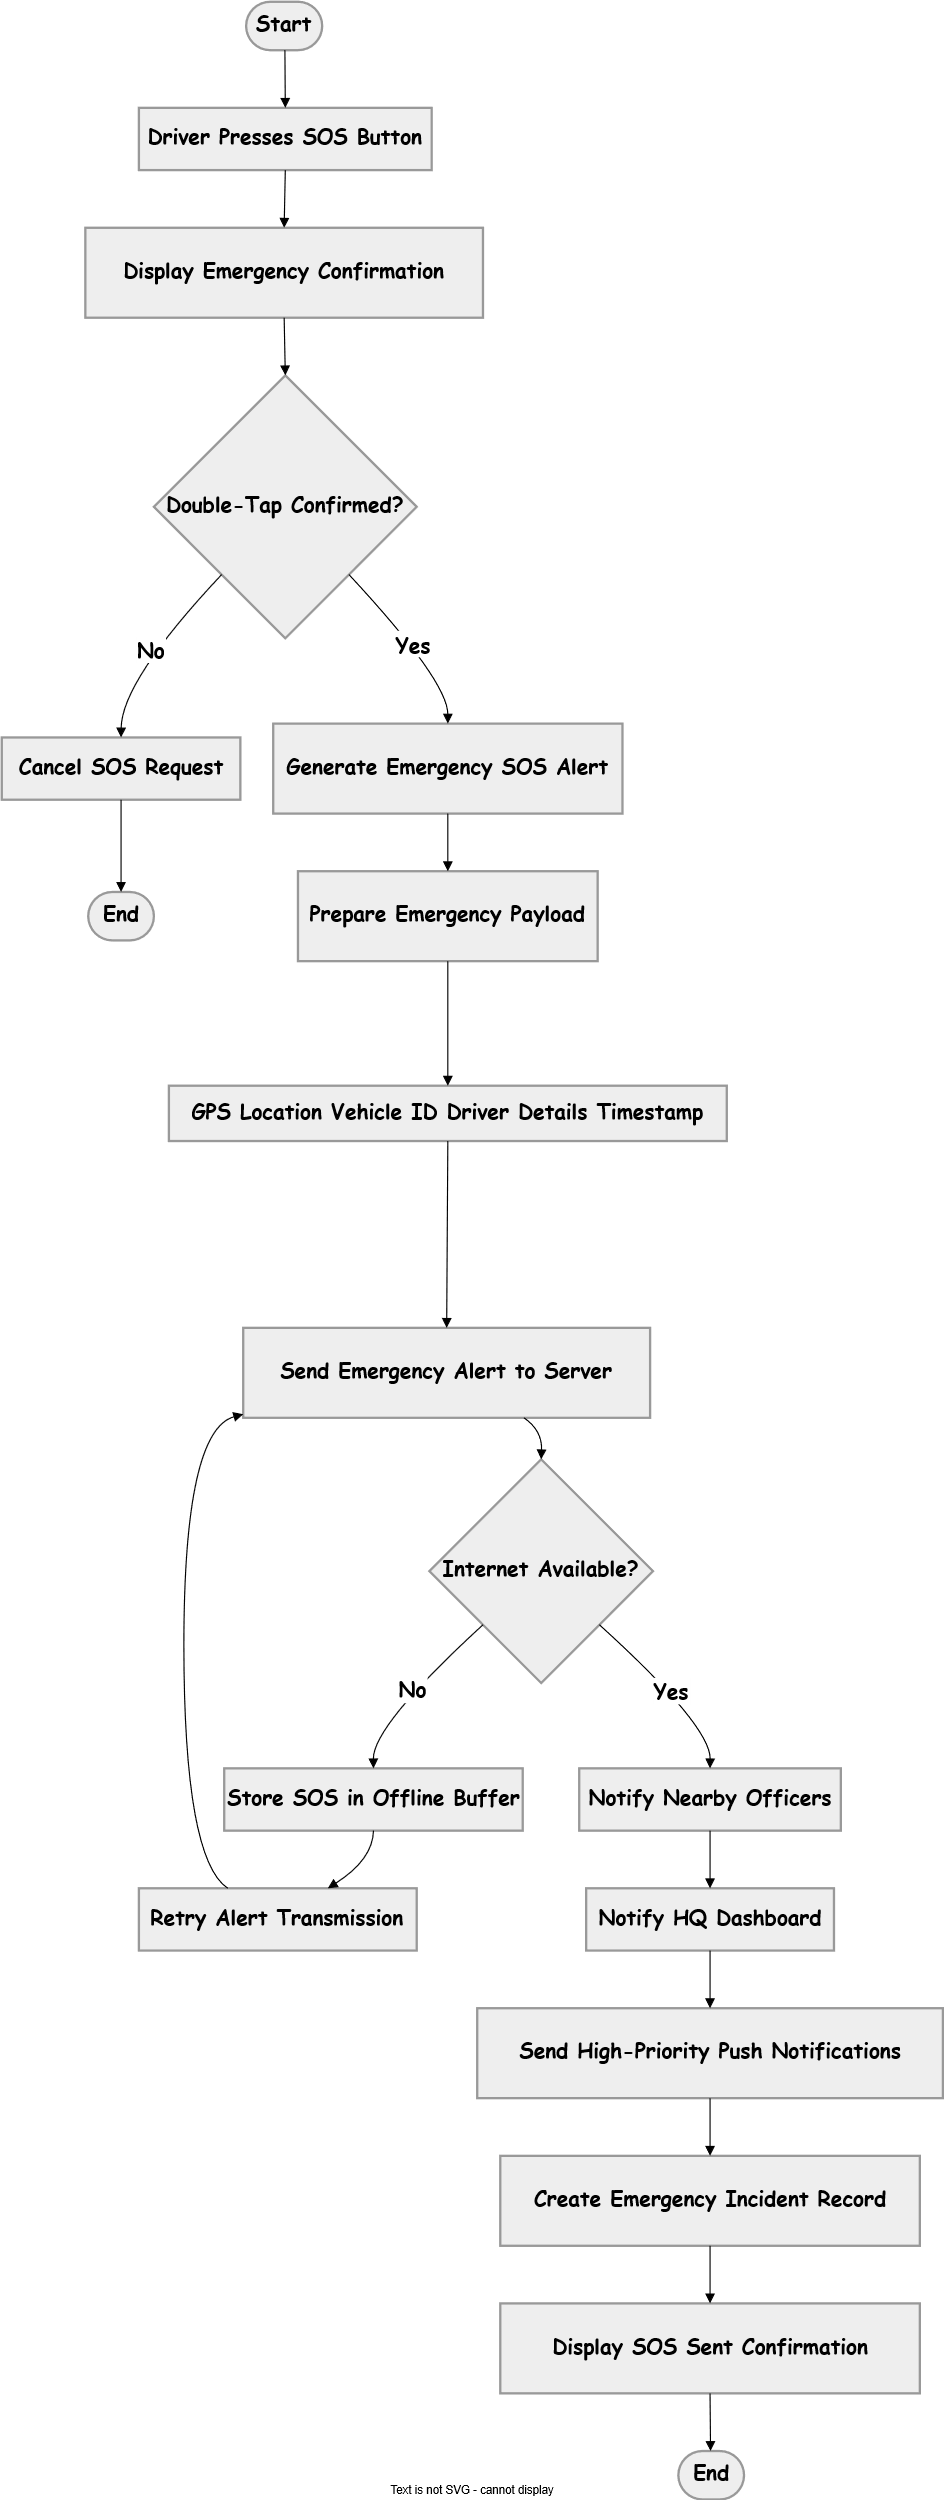 Start
Driver Presses SOS Button
Display Emergency Confirmation
Double-Tap Confirmed?
No
Yes
Cancel SOS Request
Generate Emergency SOS Alert
End
Prepare Emergency Payload
GPS Location Vehicle ID Driver Details Timestamp
Send Emergency Alert to Server
Internet Available?
No
Yes
Store SOS in Offline Buffer
Notify Nearby Officers
Retry Alert Transmission
Notify HQ Dashboard
Send High-Priority Push Notifications
Create Emergency Incident Record
Display SOS Sent Confirmation
End
Text is not SVG - cannot display